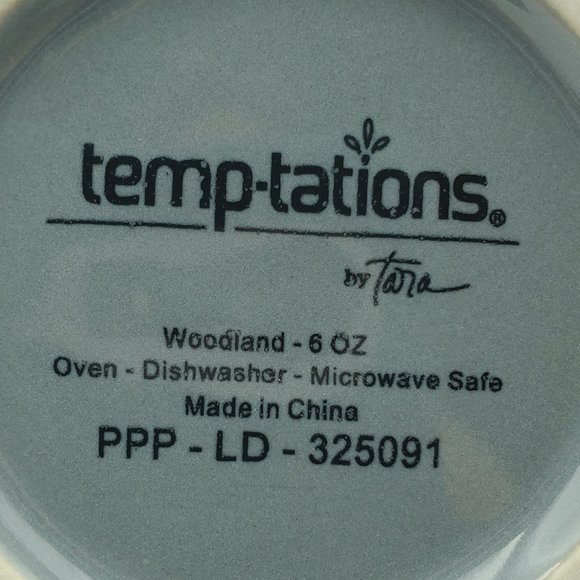 temp-tations®
by Tara
Woodland - 6 OZ
Oven - Dishwasher - Microwave Safe
Made in China
PPP - LD - 325091